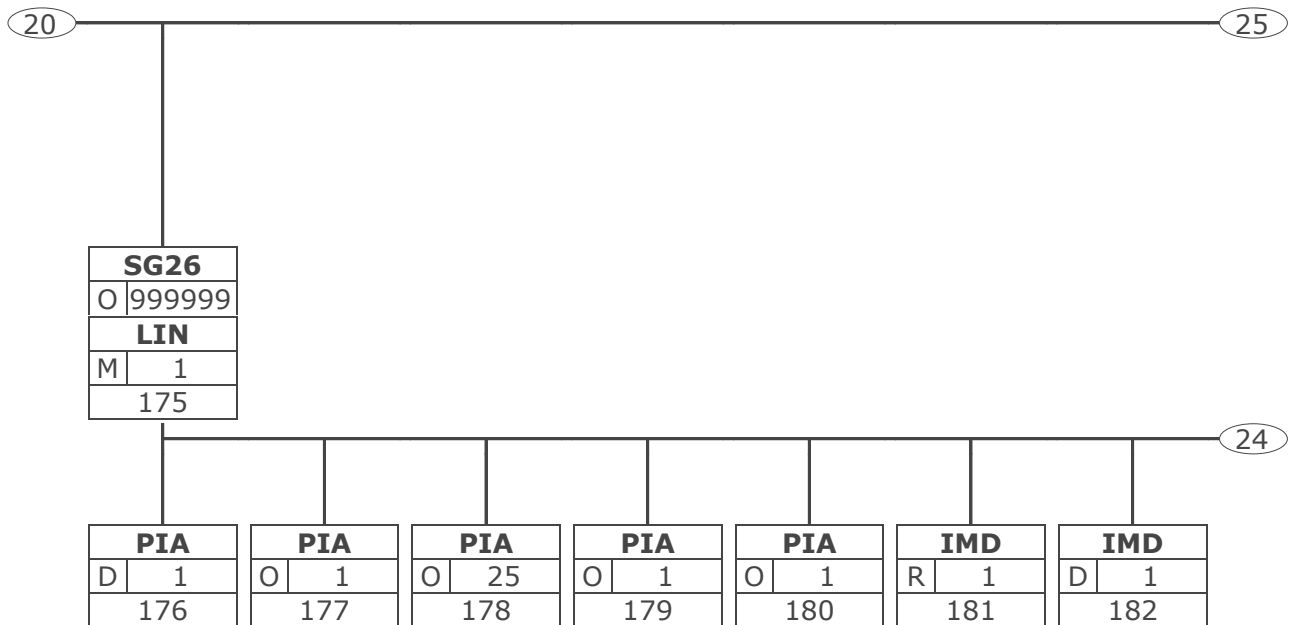 20 25
SG26
O 999999
LIN
M 1
175
24
PIA PIA PIA PIA PIA IMD IMD
D 1 O 1 O 25 O 1 O 1 R 1 D 1
176 177 178 179 180 181 182